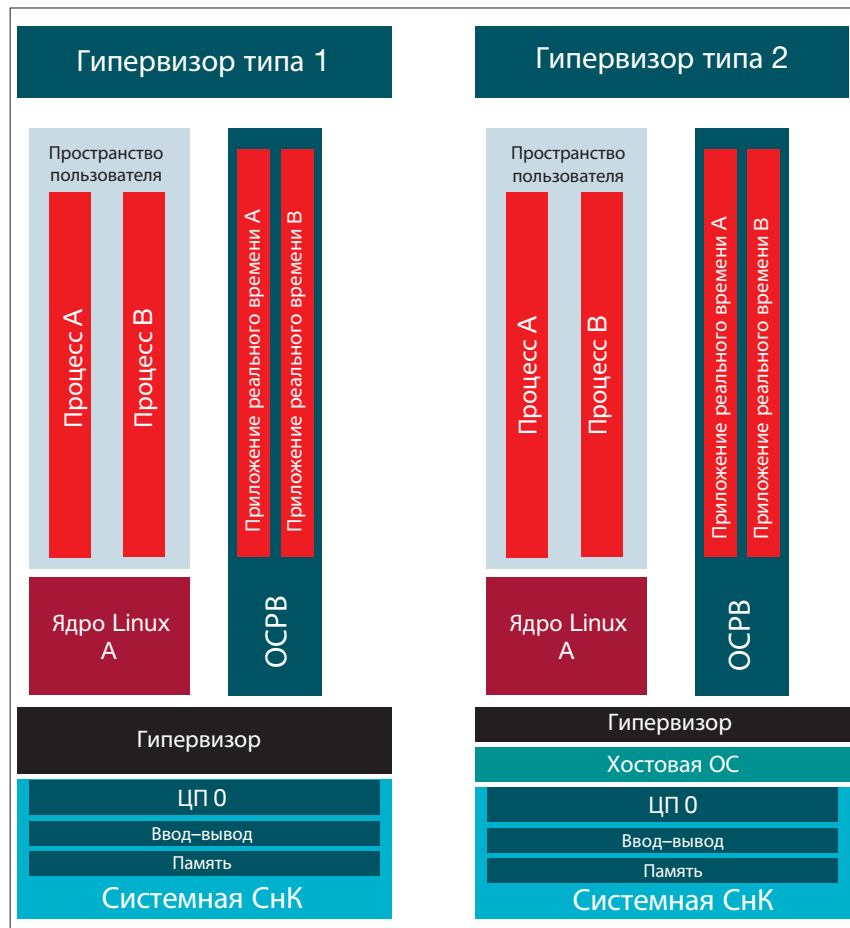 Гипервизор типа 1
Пространство
пользователя
Процесс A
Процесс B
Приложение реального времени A
Приложение реального времени B
Ядро Linux
A
ОСРВ
Гипервизор
ЦП 0
Ввод–вывод
Память
Системная СнК
Гипервизор типа 2
Пространство
пользователя
Процесс A
Процесс B
Приложение реального времени A
Приложение реального времени B
Ядро Linux
A
ОСРВ
Гипервизор
Хостовая ОС
ЦП 0
Ввод–вывод
Память
Системная СнК